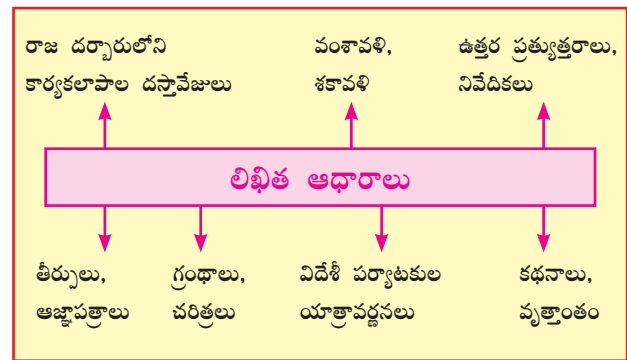 రాజ దర్బారులోని
కార్యకలాపాల దస్తావేజులు
వంశావళి,
శకావళి
ఉత్తర ప్రత్యుత్తరాలు,
నివేదికలు
లిఖిత ఆధారాలు
తీర్పులు,
ఆజ్ఞాపత్రాలు
గ్రంథాలు,
చరిత్రలు
విదేశీ పర్యాటకుల
యాత్రావర్ణనలు
కథనాలు,
వృత్తాంతం